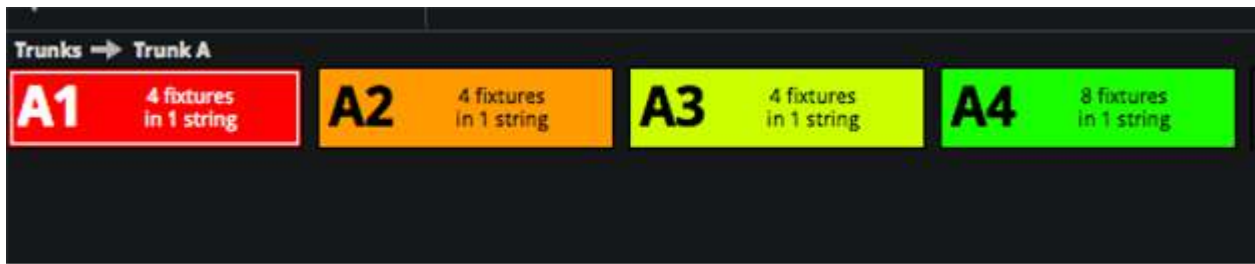 Trunks → Trunk A
A1 4 fixtures
in 1 string
A2 4 fixtures
in 1 string
A3 4 fixtures
in 1 string
A4 8 fixtures
in 1 string